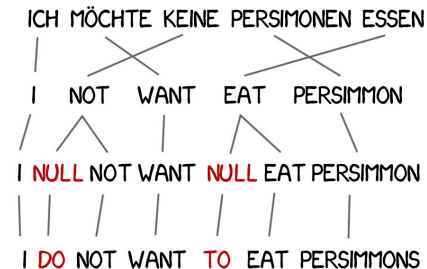 ICH MÖCHTE KEINE PERSIMONEN ESSEN
I NOT WANT EAT PERSIMMON
I NULL NOT WANT NULL EAT PERSIMMON
I DO NOT WANT TO EAT PERSIMMONS